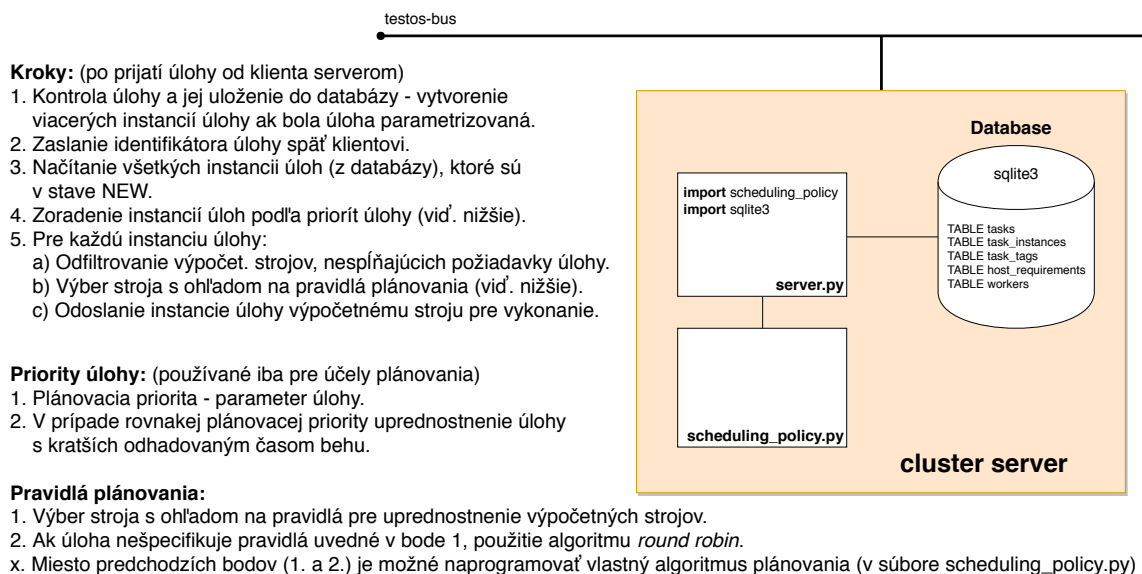 testos-bus
Kroky: (po prijatí úlohy od klienta serverom)
1. Kontrola úlohy a jej uloženie do databázy - vytvorenie
viacerých instancií úlohy ak bola úloha parametrizovaná.
2. Zaslanie identifikátora úlohy späť klientovi.
3. Načítanie všetkých instancii úloh (z databázy), ktoré sú
v stave NEW.
4. Zoradenie instancií úloh podľa priorít úlohy (viď. nižšie).
5. Pre každú instanciu úlohy:
a) Odfiltrovanie výpočet. strojov, nespĺňajúcich požiadavky úlohy.
b) Výber stroja s ohľadom na pravidlá plánovania (viď. nižšie).
c) Odoslanie instancie úlohy výpočetnému stroju pre vykonanie.
Priority úlohy: (používané iba pre účely plánovania)
1. Plánovacia priorita - parameter úlohy.
2. V prípade rovnakej plánovacej priority uprednostnenie úlohy
s kratších odhadovaným časom behu.
Pravidlá plánovania:
1. Výber stroja s ohľadom na pravidlá pre uprednostnenie výpočetných strojov.
2. Ak úloha nešpecifikuje pravidlá uvedné v bode 1, použitie algoritmu round robin.
x. Miesto predchodzích bodov (1. a 2.) je možné naprogramovať vlastný algoritmus plánovania (v súbore scheduling_policy.py)
import scheduling_policy
import sqlite3
server.py
scheduling_policy.py
Database
sqlite3
TABLE tasks
TABLE task_instances
TABLE task_tags
TABLE host_requirements
TABLE workers
cluster server